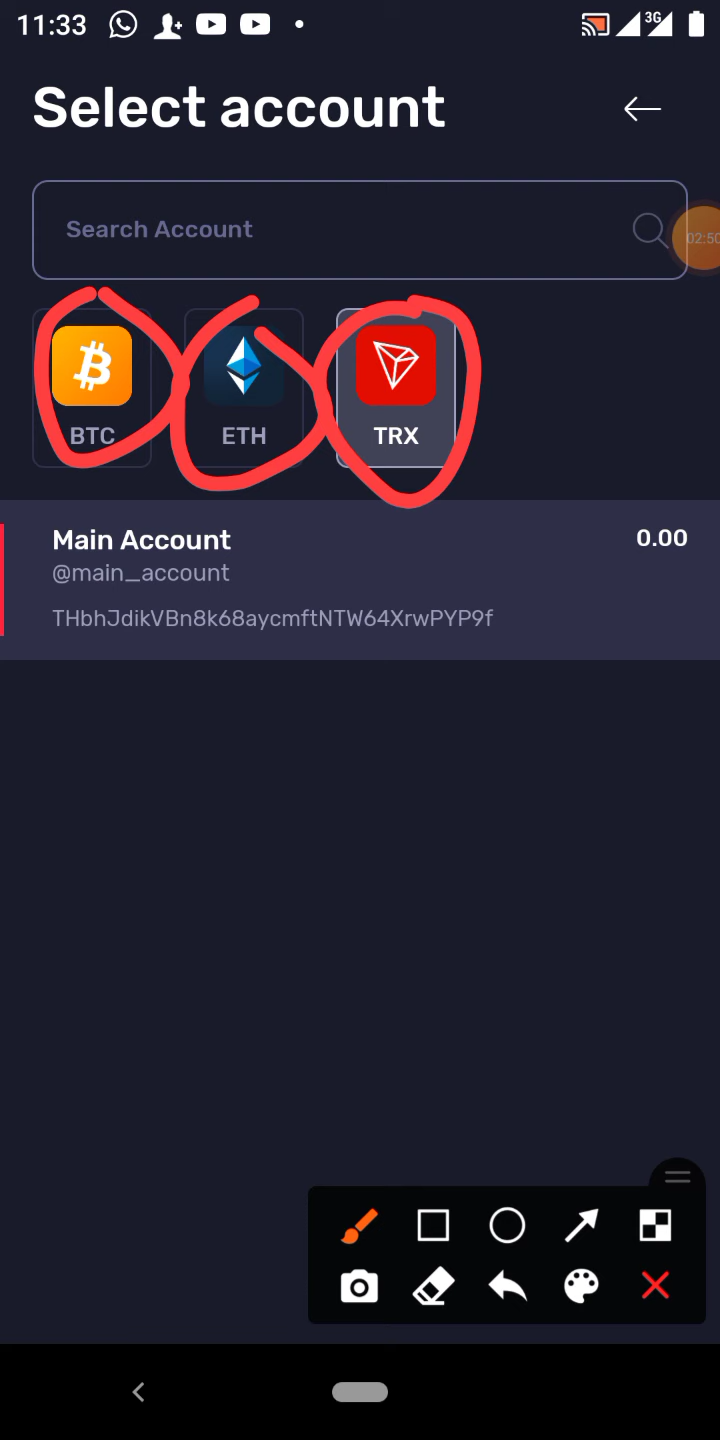 11:33
3G
Select account
Search Account
02:50
BTC
ETH
TRX
Main Account
0.00
@main_account
THbhJdikVBn8k68aycmftNTW64XrwPYP9f